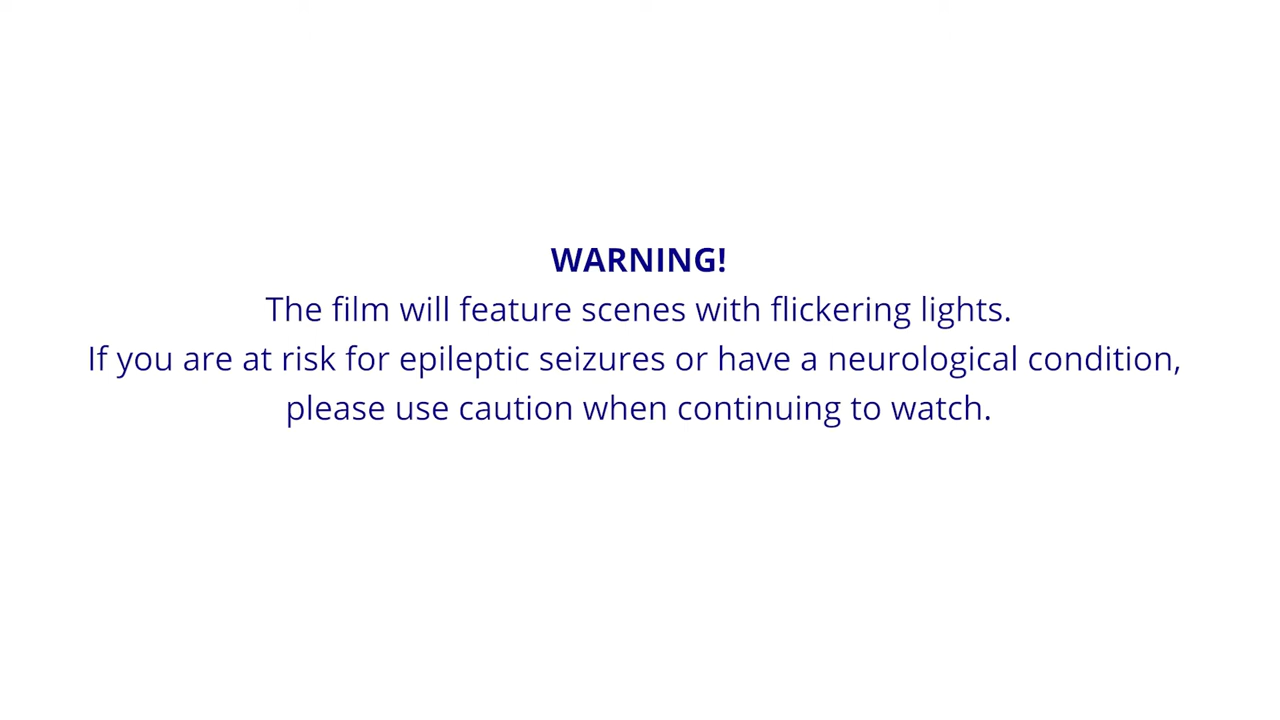 WARNING!
The film will feature scenes with flickering lights.
If you are at risk for epileptic seizures or have a neurological condition,
please use caution when continuing to watch.